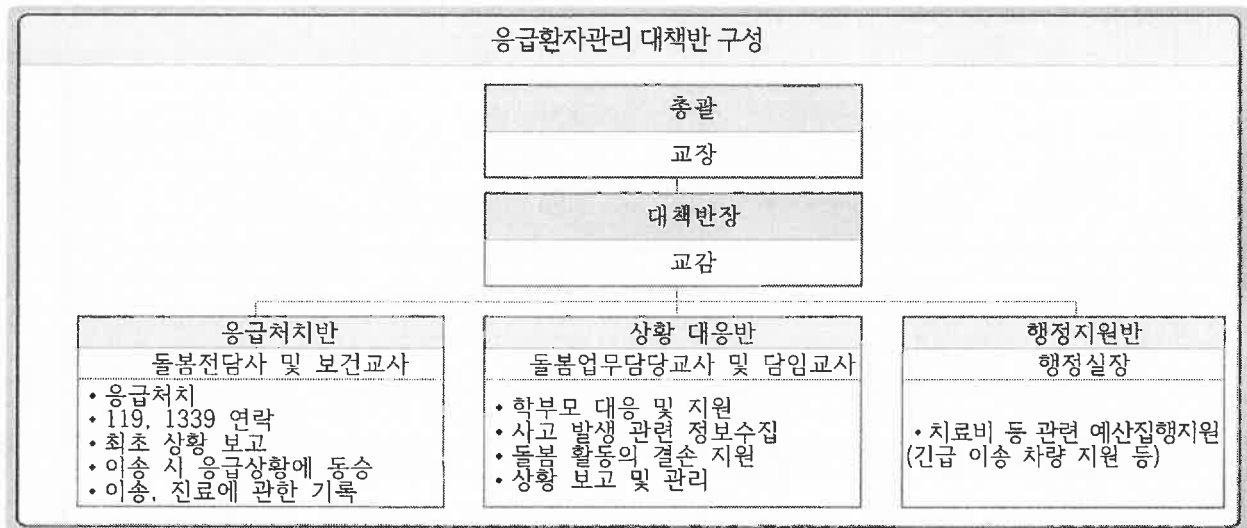 응급환자관리 대책반 구성
총괄
교장
대책반장
교감
응급처치반
돌봄전담사 및 보건교사
• 응급처치
• 119, 1339 연락
• 최초 상황 보고
• 이송 시 응급상황에 동승
• 이송, 진료에 관한 기록
상황 대응반
돌봄업무담당교사 및 담임교사
• 학부모 대응 및 지원
• 사고 발생 관련 정보수집
• 돌봄 활동의 결손 지원
• 상황 보고 및 관리
행정지원반
행정실장
• 치료비 등 관련 예산집행지원
(긴급 이송 차량 지원 등)